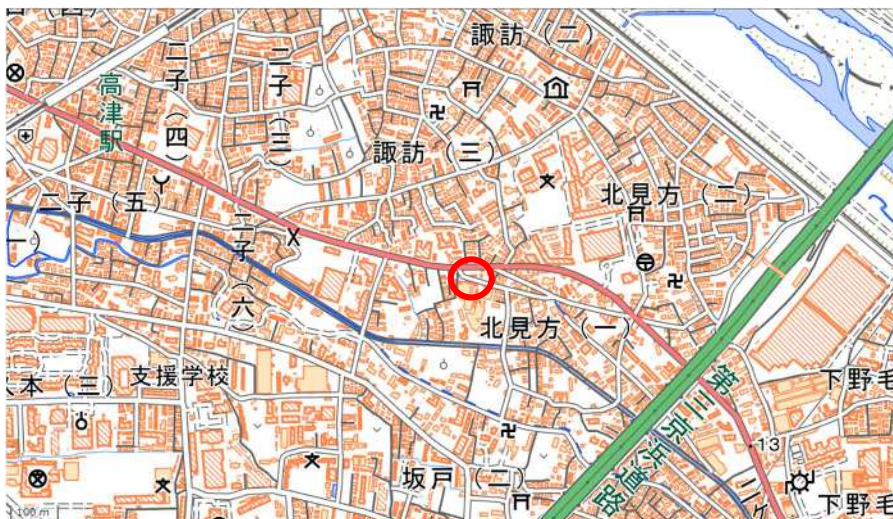 諏訪（二）
二子（三）
二子（四）
高津駅
諏訪（三）
北見方（二）
二子（五）
二子（六）
北見方（一）
第三京浜道路
下野毛
支援学校
坂戸（二）
・13
下野毛
100 m